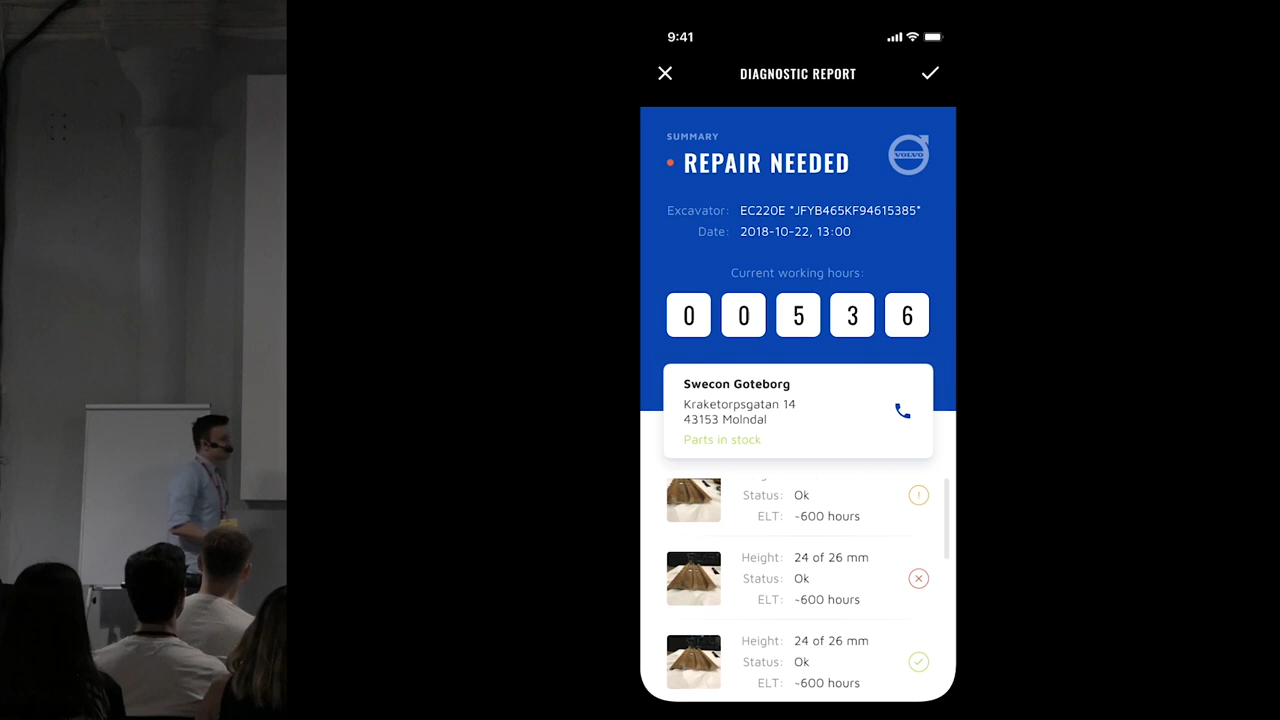 9:41
DIAGNOSTIC REPORT
SUMMARY
REPAIR NEEDED
VOLVO
Excavator: EC220E *JFYB465KF94615385*
Date: 2018-10-22, 13:00
Current working hours:
0 0 5 3 6
Swecon Goteborg
Kraketorpsgatan 14
43153 Molndal
Parts in stock
Status: Ok
ELT: ~600 hours
Height: 24 of 26 mm
Status: Ok
ELT: ~600 hours
Height: 24 of 26 mm
Status: Ok
ELT: ~600 hours